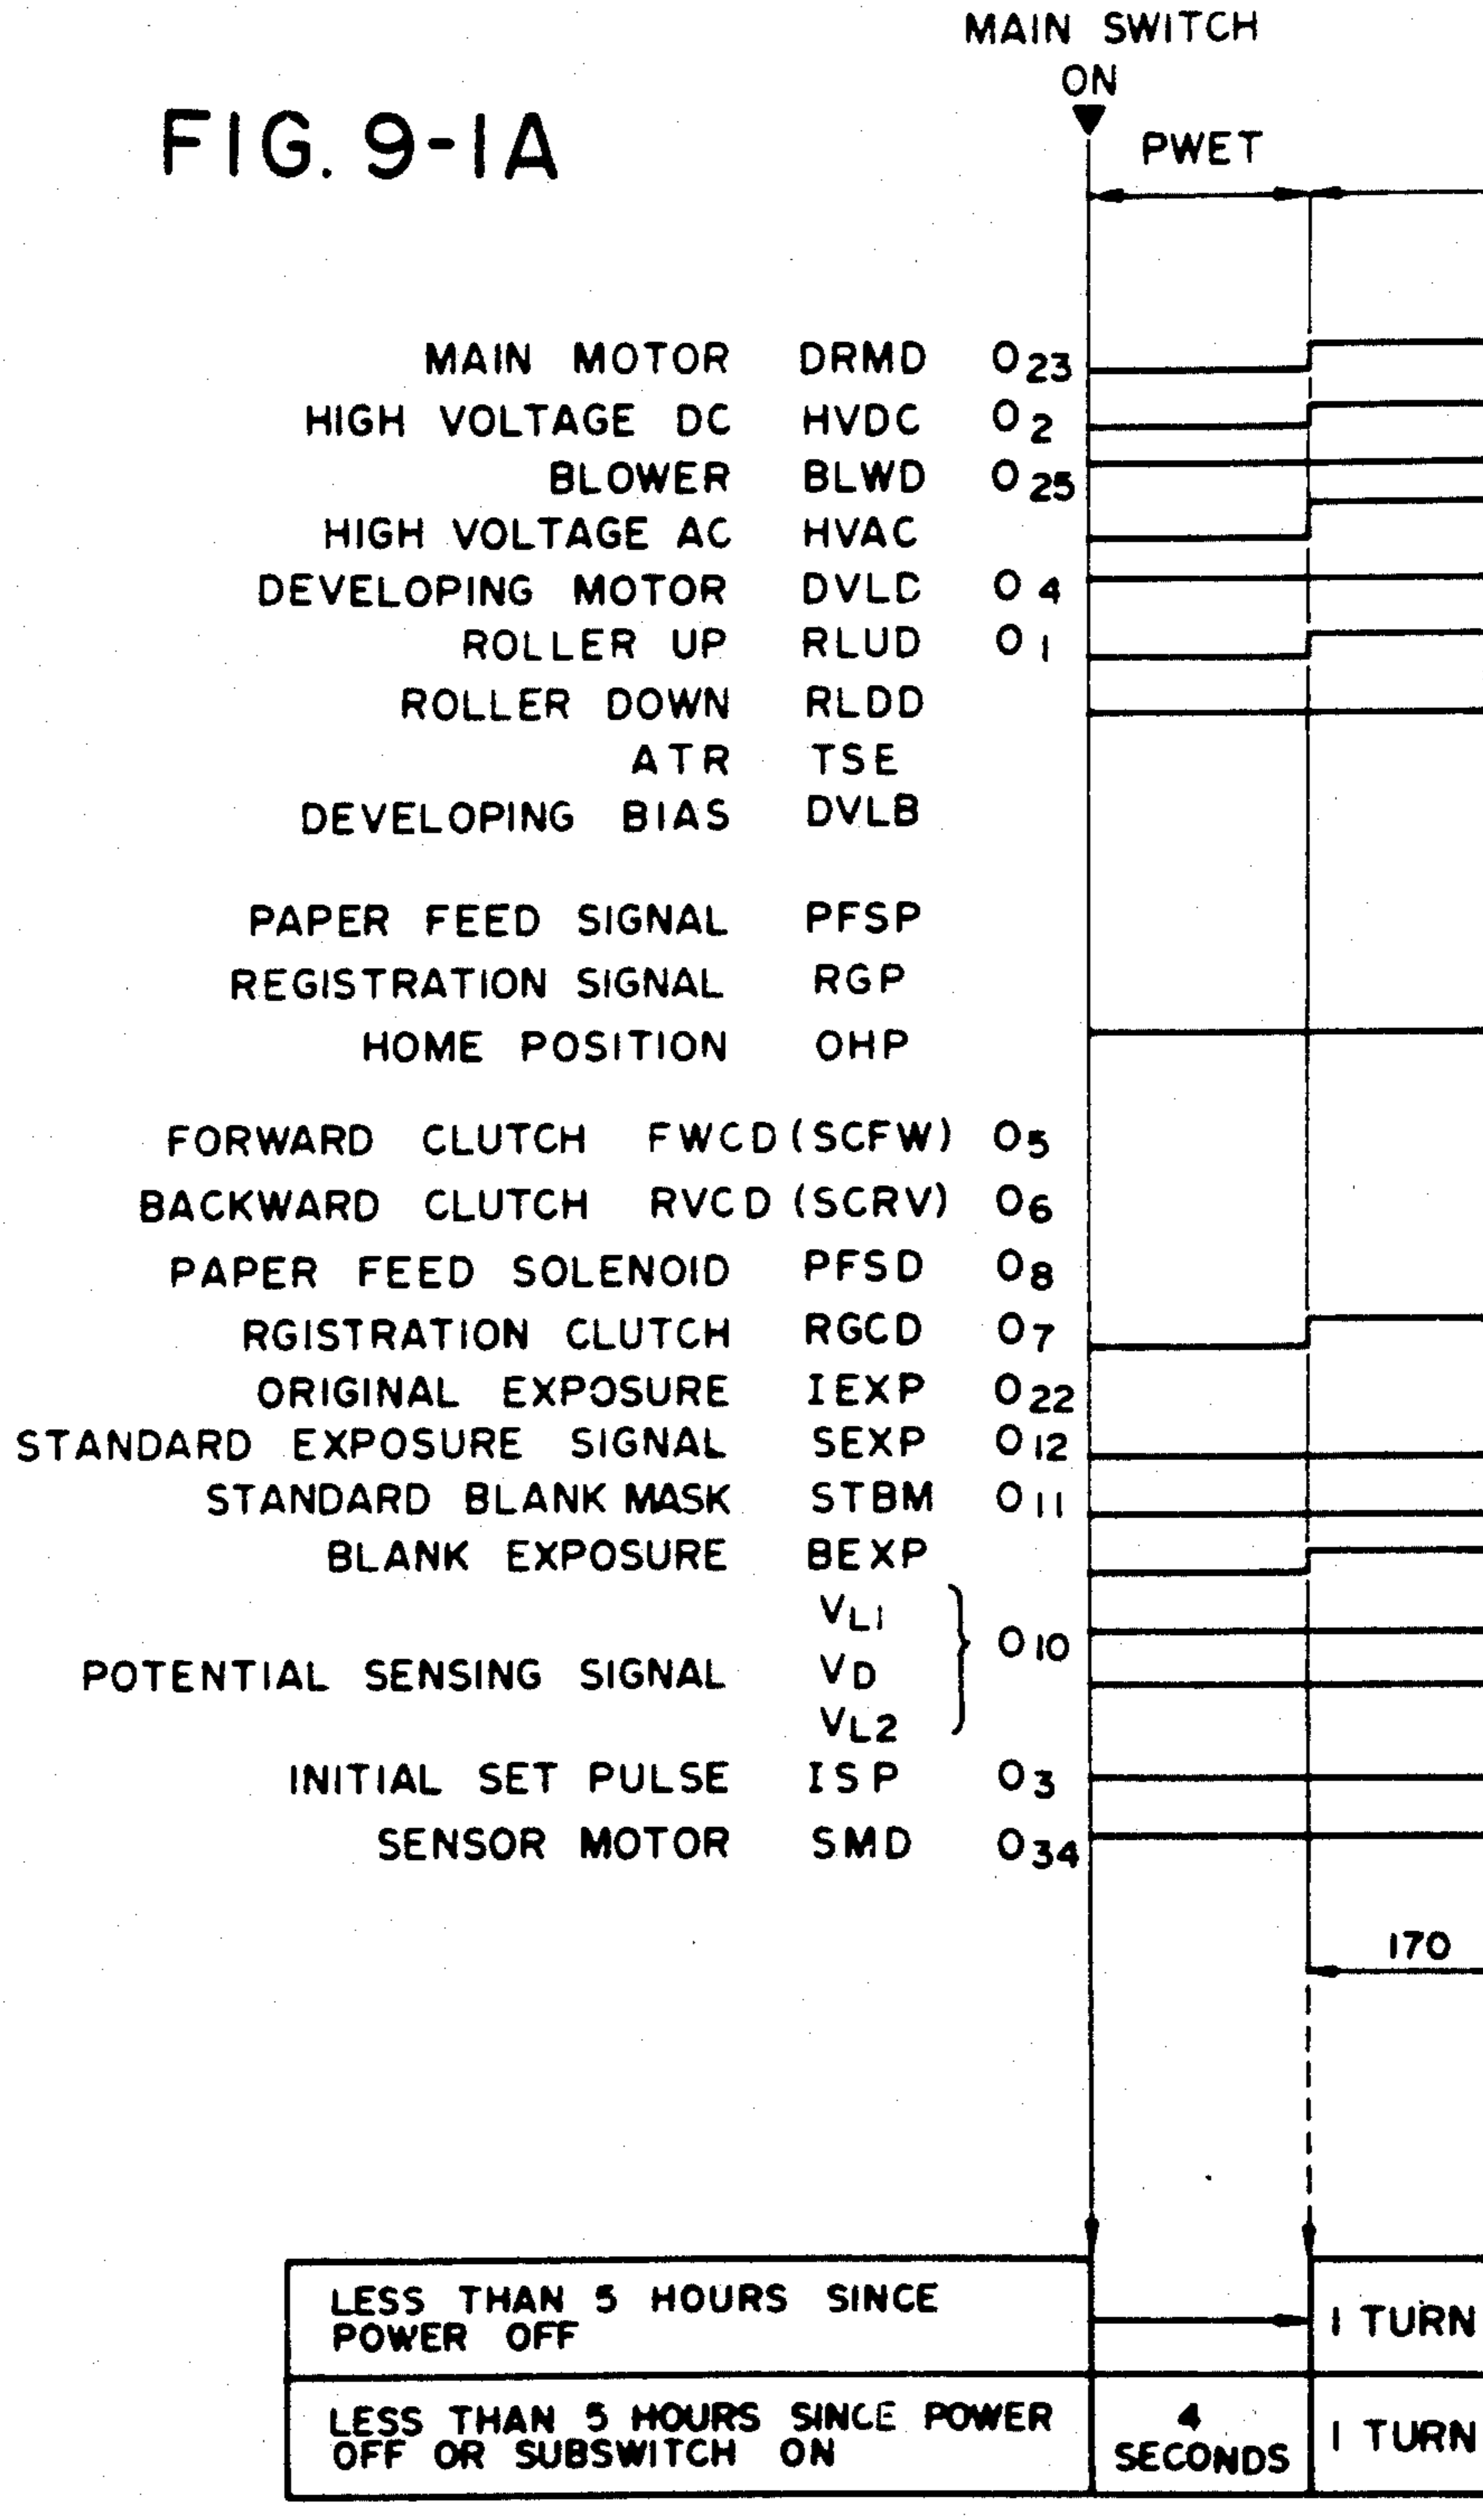 MAIN SWITCH
ON
FIG. 9-1A
PWET
MAIN MOTOR DRMD O23
HIGH VOLTAGE DC HVDC O2
BLOWER BLWD O25
HIGH VOLTAGE AC HVAC
DEVELOPING MOTOR DVLC O4
ROLLER UP RLUD O1
ROLLER DOWN RLDD
ATR TSE
DEVELOPING BIAS DVLB
PAPER FEED SIGNAL PFSP
REGISTRATION SIGNAL RGP
HOME POSITION OHP
FORWARD CLUTCH FWCD (SCFW) O5
BACKWARD CLUTCH RVCD (SCRV) O6
PAPER FEED SOLENOID PFSD O8
RGISTRATION CLUTCH RGCD O7
ORIGINAL EXPOSURE IEXP O22
STANDARD EXPOSURE SIGNAL SEXP O12
STANDARD BLANK MASK STBM O11
BLANK EXPOSURE BEXP
VL1
O10
POTENTIAL SENSING SIGNAL VD
VL2
INITIAL SET PULSE ISP O3
SENSOR MOTOR SMD O34
170
LESS THAN 5 HOURS SINCE
POWER OFF
1 TURN
LESS THAN 5 HOURS SINCE POWER
OFF OR SUBSWITCH ON
4
SECONDS
1 TURN